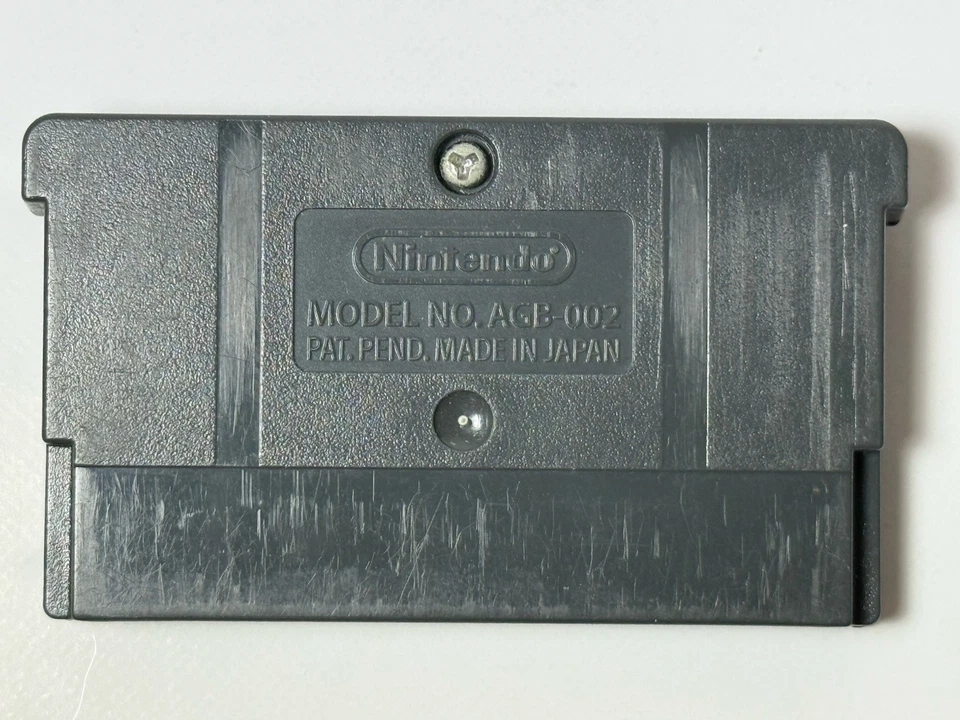 Nintendo®
MODEL NO. AGB-002
PAT. PEND. MADE IN JAPAN